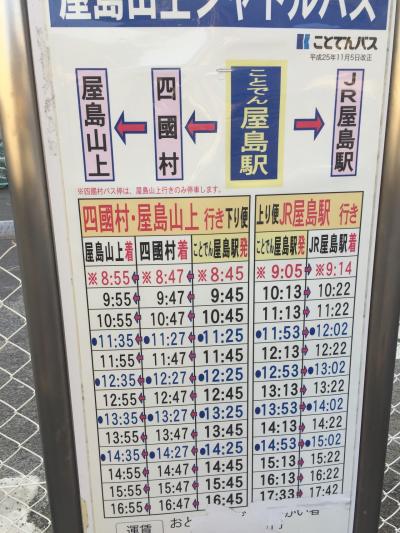 屋島山上シャトルバス
ことでんバス
平成25年11月5日改正
屋島山上 ← 四國村 ← ことでん屋島駅 → JR屋島駅
※四國村バス停は、屋島山上行きのみ停車します。
四國村・屋島山上 行き 下り便 上り便 JR屋島駅 行き
屋島山上着 四國村着 ことでん屋島駅発 ことでん屋島駅発 JR屋島駅着
※8:55 ※8:47 ※8:45 ※9:05 ※9:14
9:55 9:47 9:45 10:13 10:22
10:55 10:47 10:45 11:13 11:22
●11:35 ●11:27 ●11:25 ●11:53 ●12:02
11:55 11:47 11:45 12:13 12:22
●12:35 ●12:27 ●12:25 ●12:53 ●13:02
12:55 12:47 12:45 13:13 13:22
●13:35 ●13:27 ●13:25 ●13:53 ●14:02
13:55 13:47 13:45 14:13 14:22
●14:35 ●14:27 ●14:25 ●14:53 ●15:02
14:55 14:47 14:45 15:13 15:22
15:55 15:47 15:45 16:13 16:22
16:55 16:47 16:45 17:33 17:42
運賃